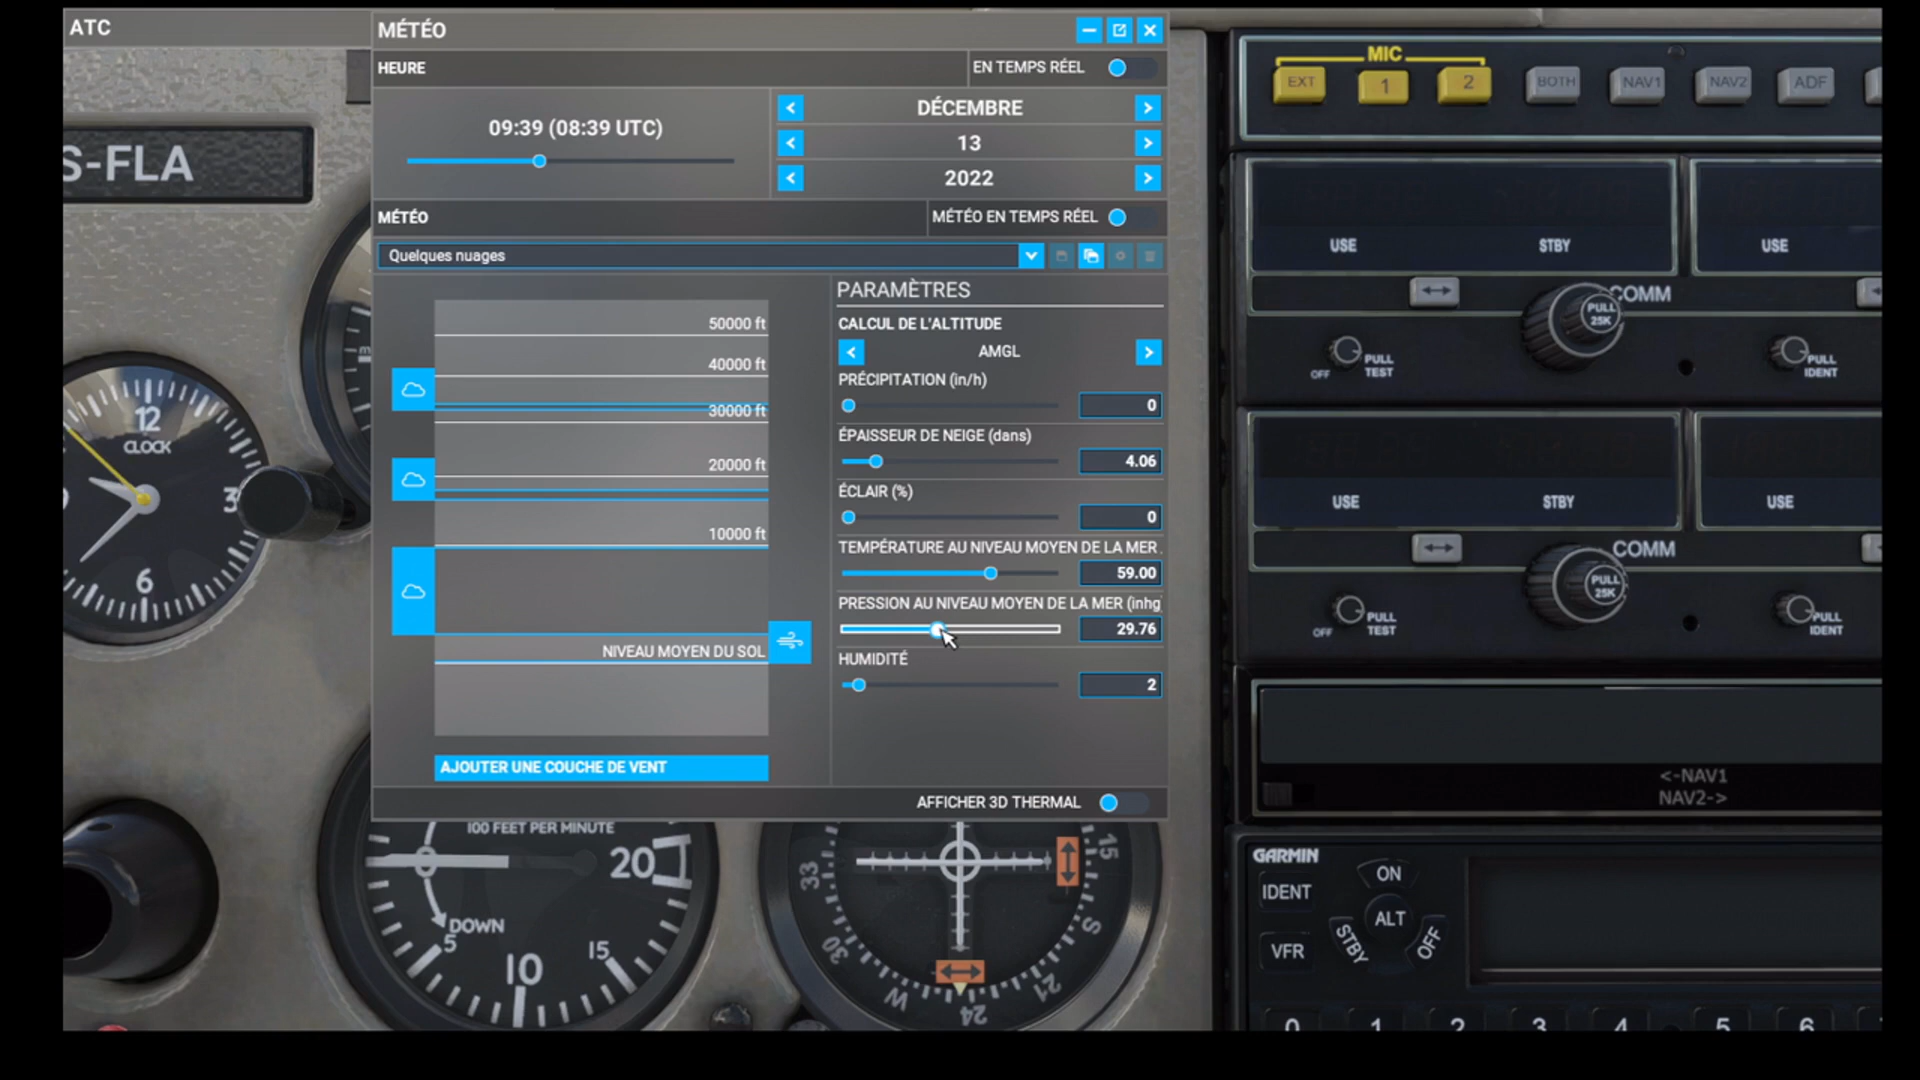 ATC
MÉTÉO
HEURE
EN TEMPS RÉEL
09:39 (08:39 UTC)
DÉCEMBRE
13
2022
MÉTÉO
MÉTÉO EN TEMPS RÉEL
Quelques nuages
50000 ft
40000 ft
30000 ft
20000 ft
10000 ft
NIVEAU MOYEN DU SOL
AJOUTER UNE COUCHE DE VENT
PARAMÈTRES
CALCUL DE L'ALTITUDE
AMGL
PRÉCIPITATION (in/h)
0
ÉPAISSEUR DE NEIGE (dans)
4.06
ÉCLAIR (%)
0
TEMPÉRATURE AU NIVEAU MOYEN DE LA MER
59.00
PRESSION AU NIVEAU MOYEN DE LA MER (inhg
29.76
HUMIDITÉ
2
AFFICHER 3D THERMAL
S-FLA
12
CLOCK
3
6
100 FEET PER MINUTE
20
DOWN
5
10
15
33
30
W
24
21
S
15
MIC
EXT
1
2
BOTH
NAV1
NAV2
ADF
USE
STBY
USE
COMM
PULL
25K
OFF
PULL
TEST
PULL
IDENT
USE
STBY
USE
COMM
PULL
25K
OFF
PULL
TEST
PULL
IDENT
<-NAV1
NAV2->
GARMIN
IDENT
ON
ALT
STBY
OFF
VFR
0 1 2 3 4 5 6